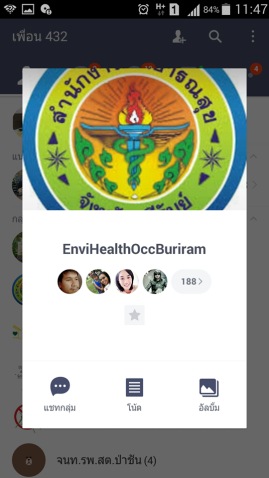 11:47
84%
เพื่อน 432
สำนักงานสาธารณสุข
EnviHealthOccBuriram
188 >
แชทกลุ่ม
โน้ต
อัลบั้ม
จนท.รพ.สต.ป่าชัน (4)